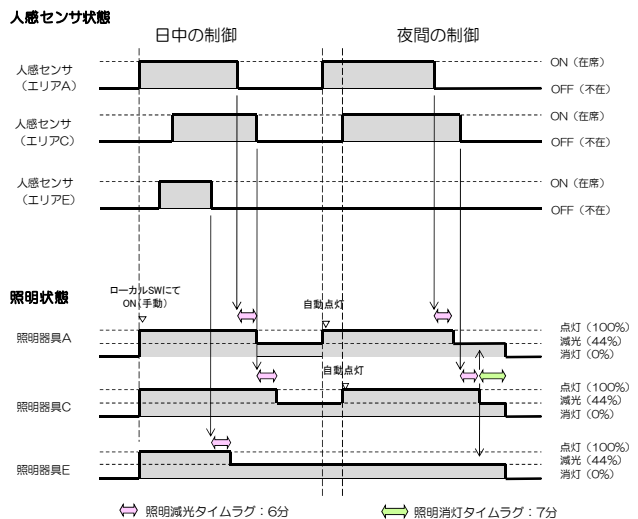 人感センサ状態
日中の制御
夜間の制御
人感センサ
（エリアA）
ON（在席）
OFF（不在）
人感センサ
（エリアC）
ON（在席）
OFF（不在）
人感センサ
（エリアE）
ON（在席）
OFF（不在）
照明状態
ローカルSWにて
ON(手動）
自動点灯
照明器具A
点灯（100%）
減光（44%）
消灯（0%）
自動点灯
照明器具C
点灯（100%）
減光（44%）
消灯（0%）
照明器具E
点灯（100%）
減光（44%）
消灯（0%）
照明減光タイムラグ：6分
照明消灯タイムラグ：7分